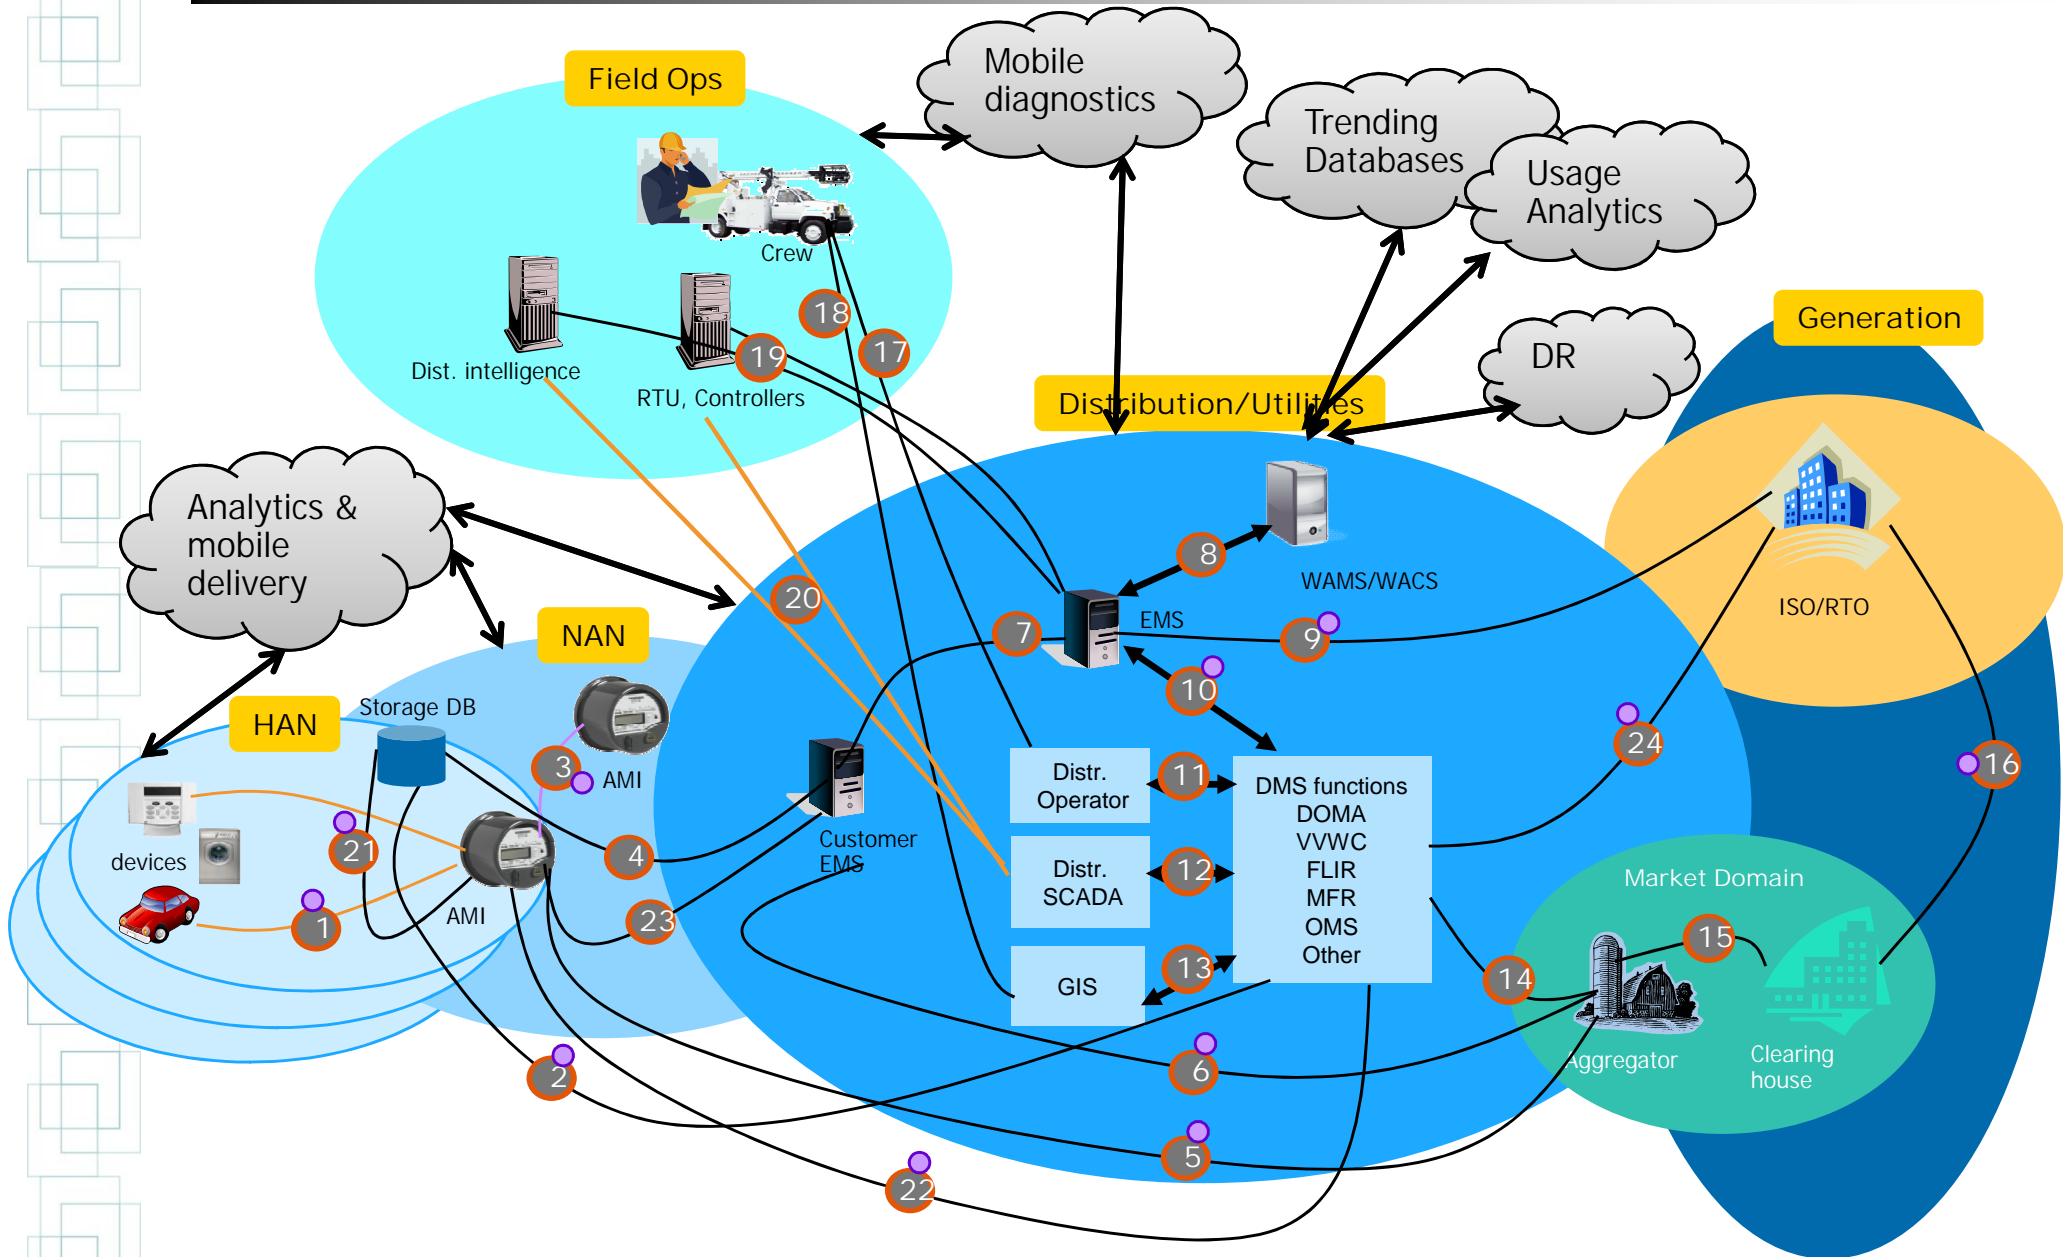 Field Ops
Mobile
diagnostics
Trending
Databases
Usage
Analytics
Crew
18
17
19
Dist. intelligence
RTU, Controllers
Generation
DR
Distribution/Utilities
Analytics &
mobile
delivery
8
WAMS/WACS
ISO/RTO
20
7
EMS
9
10
NAN
HAN
Storage DB
3
AMI
24
16
Distr.
Operator
11
DMS functions
DOMA
VVWC
FLIR
MFR
OMS
Other
Distr.
SCADA
12
GIS
13
Customer
EMS
devices
21
4
AMI
1
23
Market Domain
15
14
Aggregator
Clearing
house
2
6
5
22